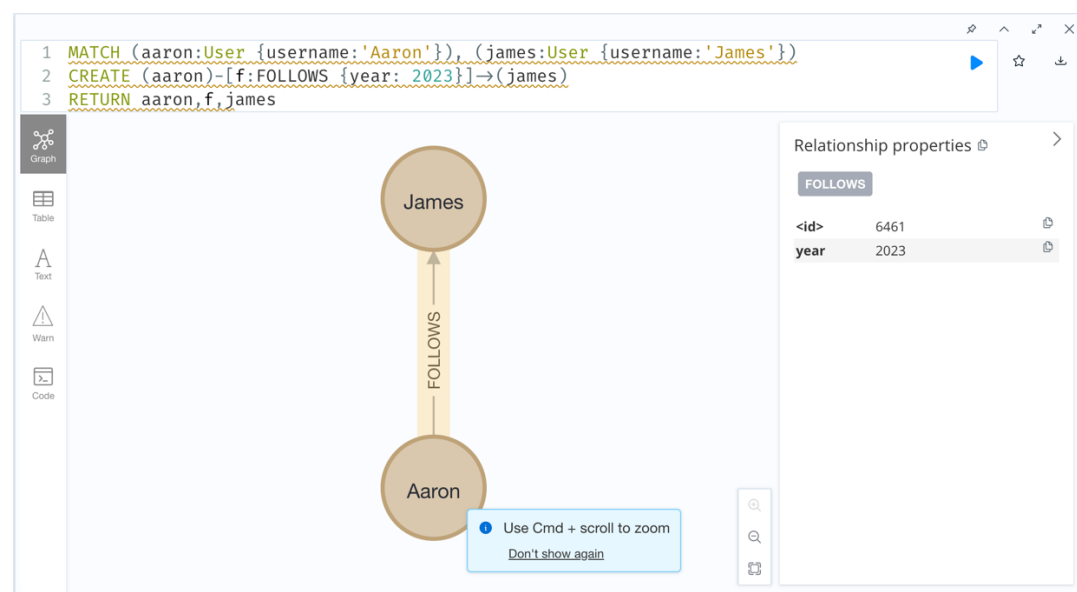 1 MATCH (aaron:User {username:'Aaron'}), (james:User {username:'James'})
2 CREATE (aaron)-[f:FOLLOWS {year: 2023}]→(james)
3 RETURN aaron,f,james
Graph
Table
Text
Warn
Code
James
FOLLOWS
Aaron
Use Cmd + scroll to zoom
Don't show again
Relationship properties
FOLLOWS
<id> 6461
year 2023